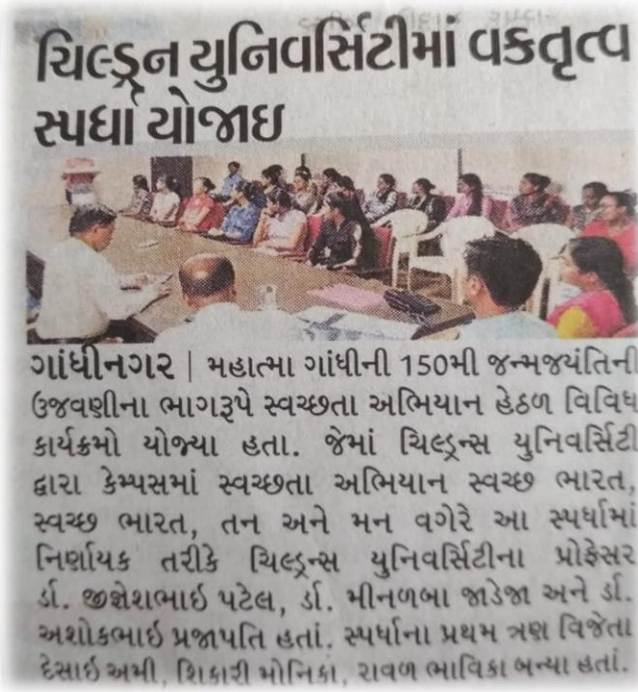 ચિલ્ડ્રન યુનિવર્સિટીમાં વકતૃત્વ
સ્પર્ધા યોજાઇ
ગાંધીનગર | મહાત્મા ગાંધીની 150મી જન્મજયંતિની
ઉજવણીના ભાગરૂપે સ્વચ્છતા અભિયાન હેઠળ વિવિધ
કાર્યક્રમો યોજ્યા હતા. જેમાં ચિલ્ડ્રન્સ યુનિવર્સિટી
દ્વારા કેમ્પસમાં સ્વચ્છતા અભિયાન સ્વચ્છ ભારત,
સ્વચ્છ ભારત, તન અને મન વગેરે આ સ્પર્ધામાં
નિર્ણાયક તરીકે ચિલ્ડ્રન્સ યુનિવર્સિટીના પ્રોફેસર
ર્ડા. જીજ્ઞેશભાઇ પટેલ, ર્ડા. મીનળબા જાડેજા અને ર્ડા.
અશોકભાઇ પ્રજાપતિ હતાં. સ્પર્ધાના પ્રથમ ત્રણ વિજેતા
દેસાઇ અમી, શિકારી મોનિકા, રાવળ ભાવિકા બન્યા હતાં.